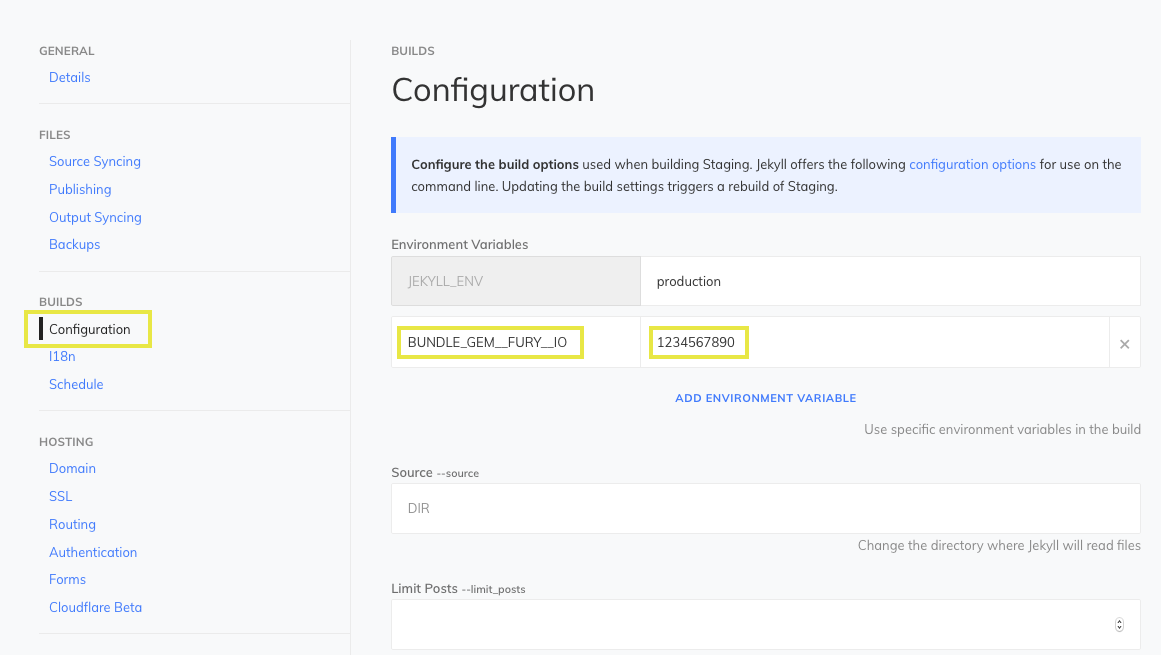 GENERAL
Details
FILES
Source Syncing
Publishing
Output Syncing
Backups
BUILDS
Configuration
I18n
Schedule
HOSTING
Domain
SSL
Routing
Authentication
Forms
Cloudflare Beta
BUILDS
Configuration
Configure the build options used when building Staging. Jekyll offers the following configuration options for use on the
command line. Updating the build settings triggers a rebuild of Staging.
Environment Variables
JEKYLL_ENV production
BUNDLE_GEM__FURY__IO 1234567890 ×
ADD ENVIRONMENT VARIABLE
Use specific environment variables in the build
Source --source
DIR
Change the directory where Jekyll will read files
Limit Posts --limit_posts